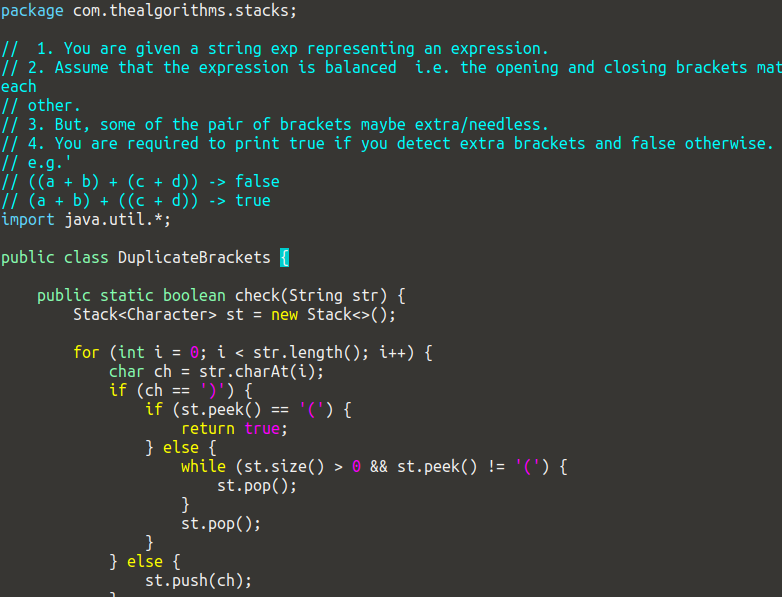 package com.thealgorithms.stacks;
//  1. You are given a string exp representing an expression.
// 2. Assume that the expression is balanced  i.e. the opening and closing brackets mat
each
// other.
// 3. But, some of the pair of brackets maybe extra/needless.
// 4. You are required to print true if you detect extra brackets and false otherwise.
// e.g.'
// ((a + b) + (c + d)) -> false
// (a + b) + ((c + d)) -> true
import java.util.*;
public class DuplicateBrackets {
    public static boolean check(String str) {
        Stack<Character> st = new Stack<>();
        for (int i = 0; i < str.length(); i++) {
            char ch = str.charAt(i);
            if (ch == ')') {
                if (st.peek() == '(') {
                    return true;
                } else {
                    while (st.size() > 0 && st.peek() != '(') {
                        st.pop();
                    }
                    st.pop();
                }
            } else {
                st.push(ch);